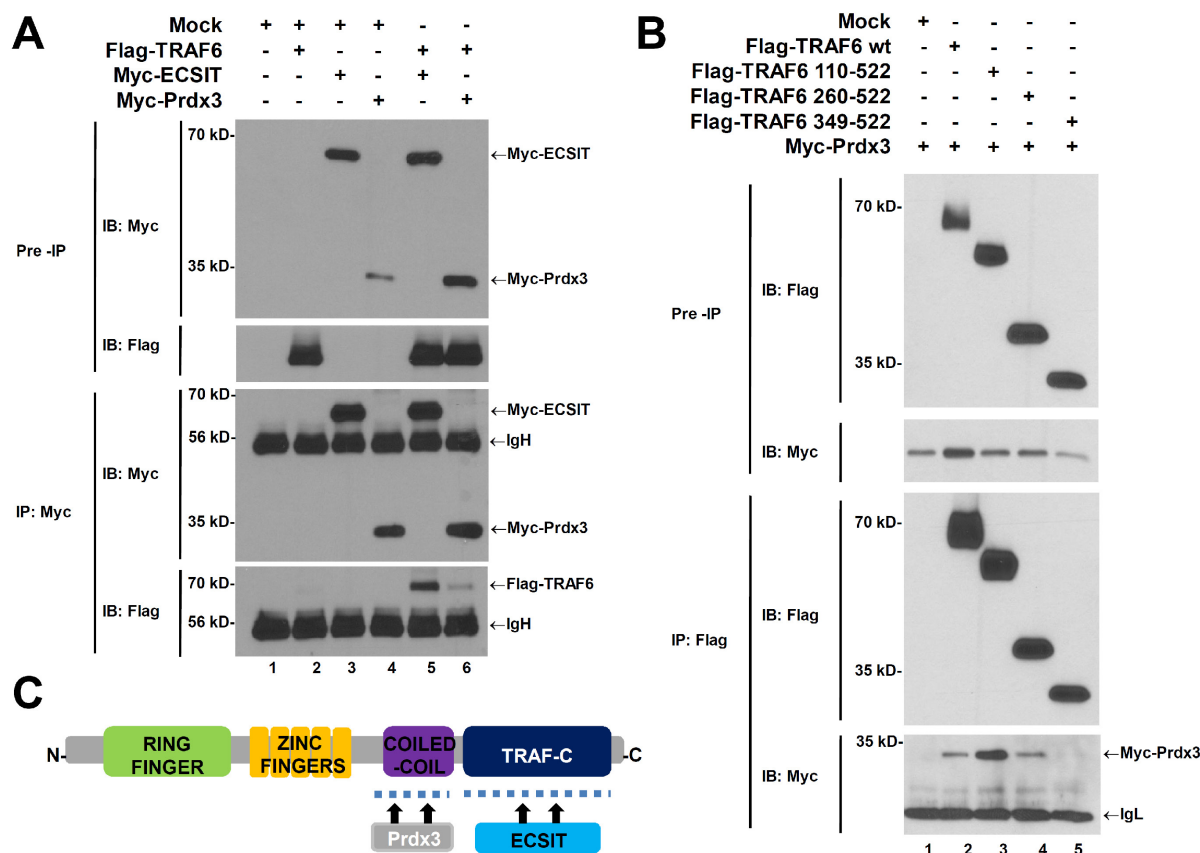 A
Mock + + + + - -
Flag-TRAF6 - + - - + +
Myc-ECSIT - - + - + -
Myc-Prdx3 - - - + - +
Pre -IP
IB: Myc
70 kD-
←Myc-ECSIT
35 kD-
←Myc-Prdx3
IB: Flag
IP: Myc
IB: Myc
70 kD-
←Myc-ECSIT
56 kD-
←IgH
35 kD-
←Myc-Prdx3
IB: Flag
70 kD-
←Flag-TRAF6
56 kD-
←IgH
1 2 3 4 5 6
B
Mock + - - - -
Flag-TRAF6 wt - + - - -
Flag-TRAF6 110-522 - - + - -
Flag-TRAF6 260-522 - - - + -
Flag-TRAF6 349-522 - - - - +
Myc-Prdx3 + + + + +
Pre -IP
IB: Flag
70 kD-
35 kD-
IB: Myc
IP: Flag
IB: Flag
70 kD-
35 kD-
IB: Myc
35 kD-
←Myc-Prdx3
←IgL
1 2 3 4 5
C
N-
RING
FINGER
ZINC
FINGERS
COILED
-COIL
TRAF-C
-C
Prdx3
ECSIT